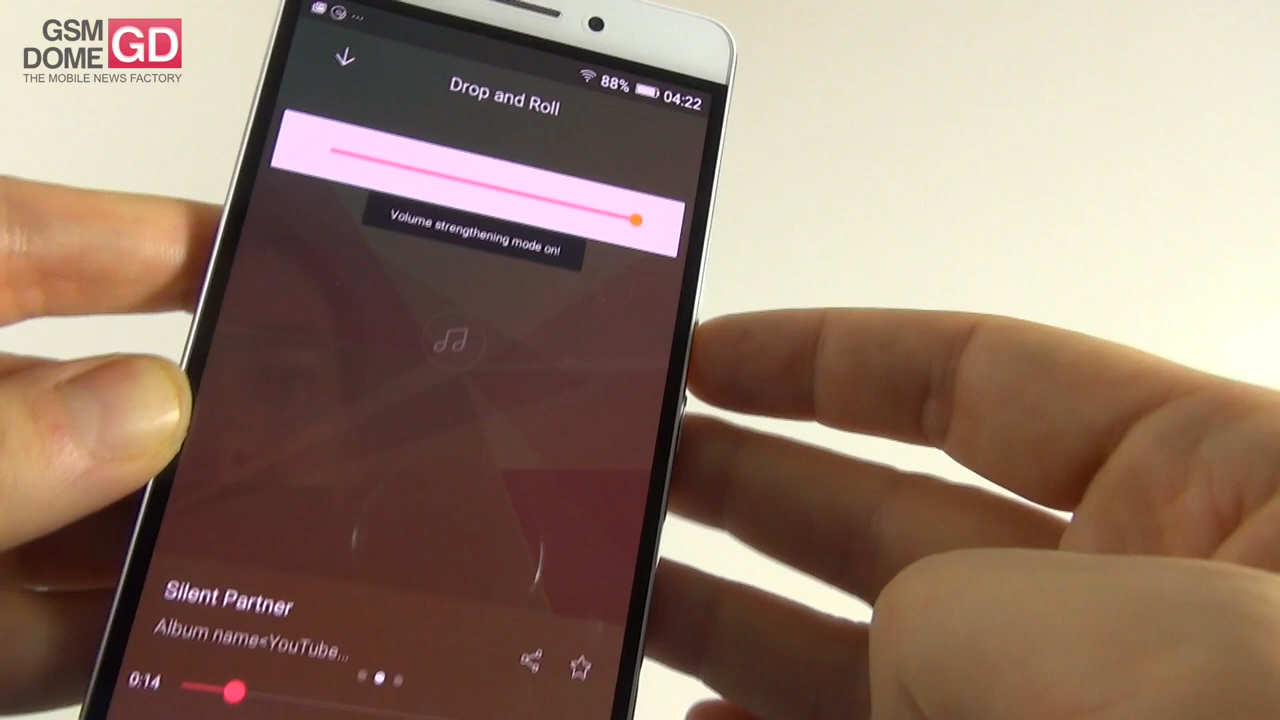 GSM
DOME GD
THE MOBILE NEWS FACTORY
88% 04:22
Drop and Roll
Volume strengthening mode on!
Silent Partner
Album name<YouTube...
0:14